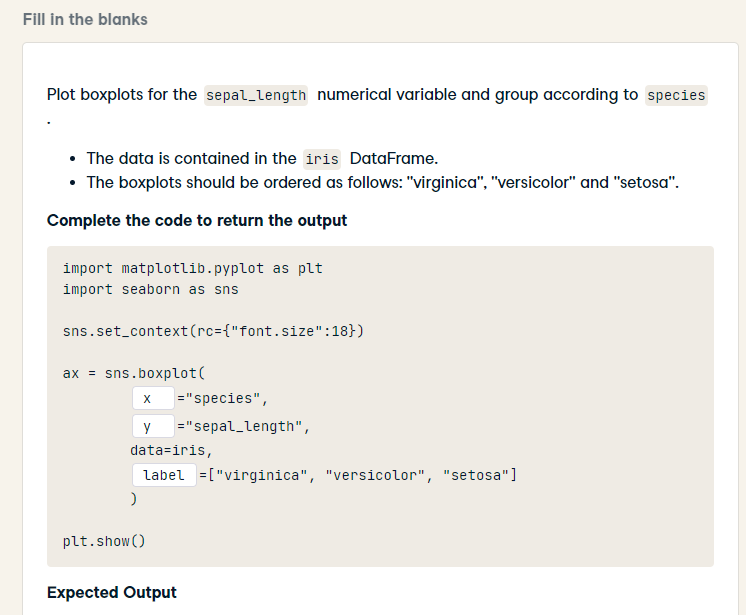 Fill in the blanks
Plot boxplots for the sepal_length numerical variable and group according to species
.
• The data is contained in the iris DataFrame.
• The boxplots should be ordered as follows: "virginica", "versicolor" and "setosa".
Complete the code to return the output
import matplotlib.pyplot as plt
import seaborn as sns
sns.set_context(rc={"font.size":18})
ax = sns.boxplot(
x="species",
y="sepal_length",
data=iris,
label=["virginica", "versicolor", "setosa"]
)
plt.show()
Expected Output